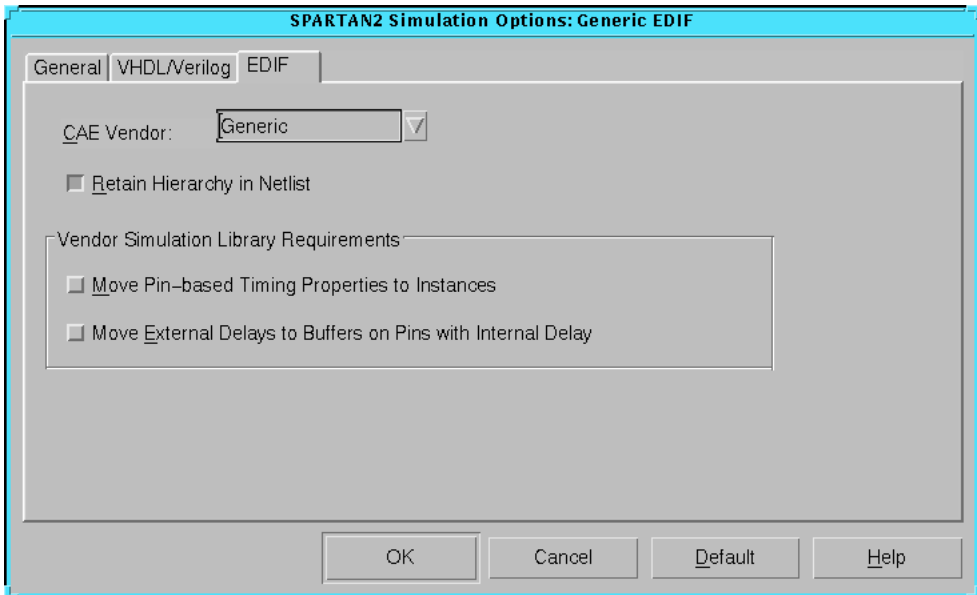 SPARTAN2 Simulation Options: Generic EDIF
General VHDL/Verilog EDIF
CAE Vendor: Generic
Retain Hierarchy in Netlist
Vendor Simulation Library Requirements
Move Pin-based Timing Properties to Instances
Move External Delays to Buffers on Pins with Internal Delay
OK Cancel Default Help